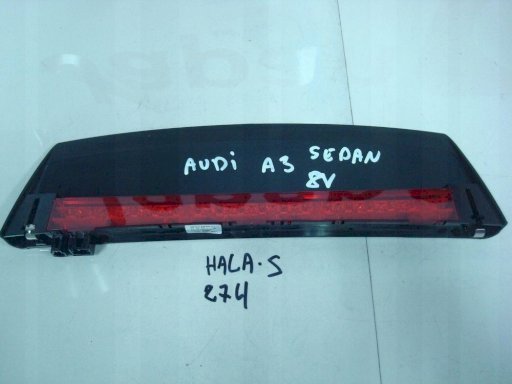 AUDi A3 SEDAN
8V
HALA-S
274